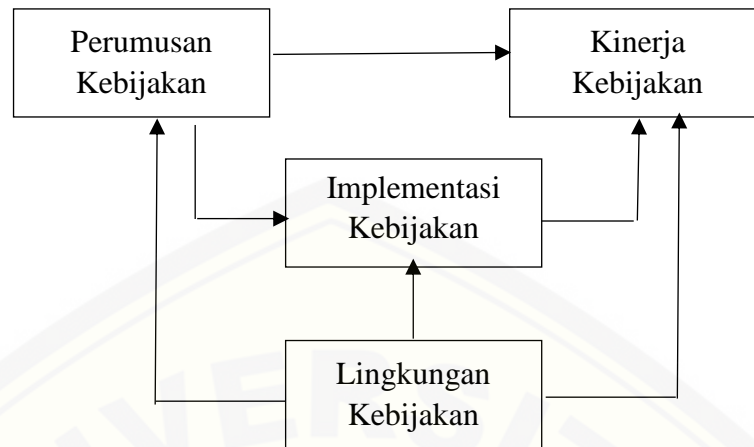 Perumusan
Kebijakan
Kinerja
Kebijakan
Implementasi
Kebijakan
Lingkungan
Kebijakan